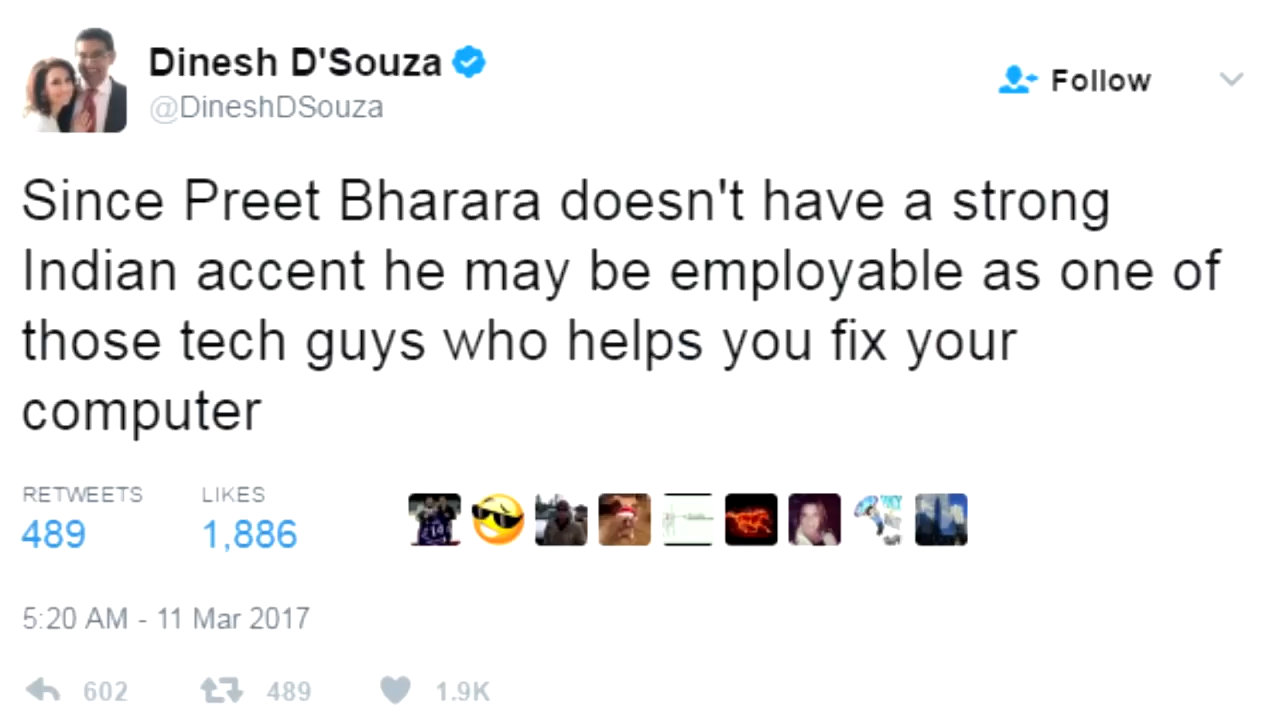 Dinesh D'Souza
@DineshDSouza
Follow
Since Preet Bharara doesn't have a strong
Indian accent he may be employable as one of
those tech guys who helps you fix your
computer
RETWEETS LIKES
489 1,886
5:20 AM - 11 Mar 2017
602 489 1.9K